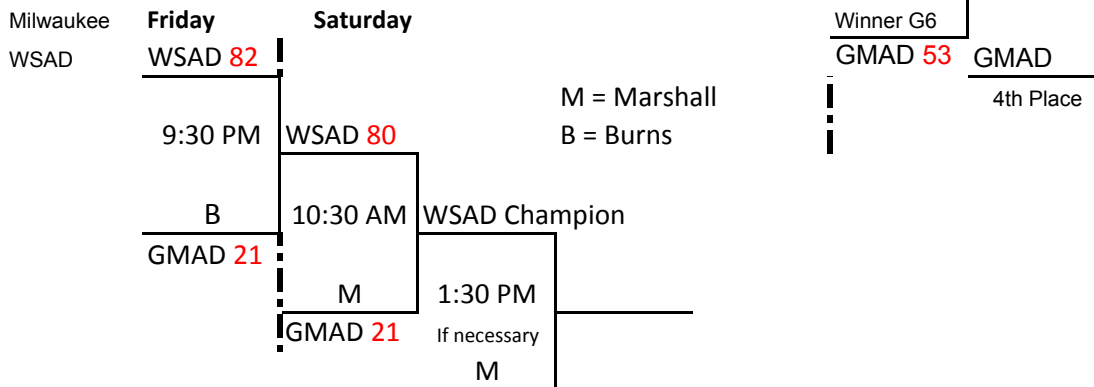 Milwaukee Friday Saturday Winner G6
WSAD WSAD 82 GMAD 53 GMAD
M = Marshall 4th Place
9:30 PM WSAD 80 B = Burns
B 10:30 AM WSAD Champion
GMAD 21
M 1:30 PM
GMAD 21 If necessary
M